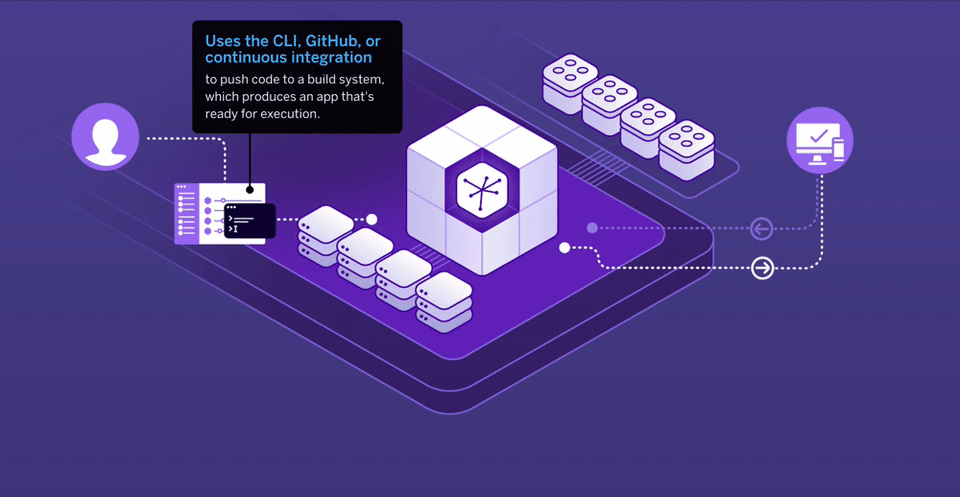 Uses the CLI, GitHub, or
continuous integration
to push code to a build system,
which produces an app that's
ready for execution.